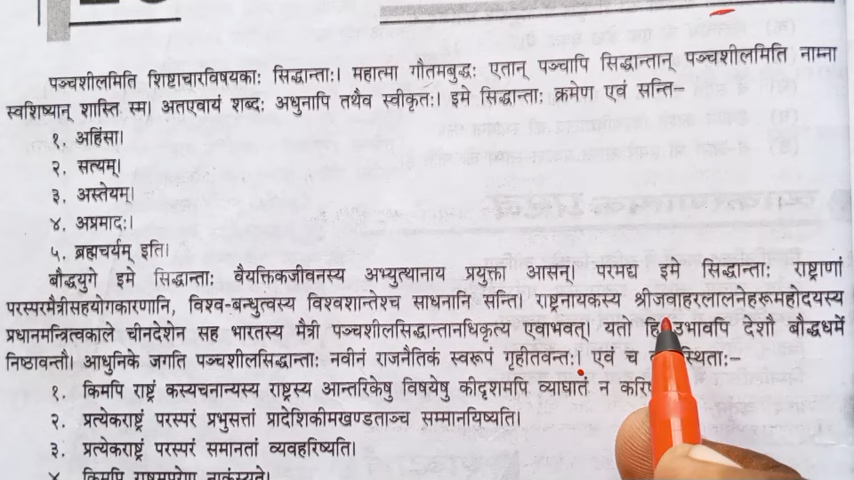 पञ्चशीलमिति शिष्टाचारविषयकाः सिद्धान्ताः। महात्मा गौतमबुद्धः एतान् पञ्चापि सिद्धान्तान् पञ्चशीलमिति नाम्ना
स्वशिष्यान् शास्ति स्म। अतएवायं शब्दः अधुनापि तथैव स्वीकृतः। इमे सिद्धान्ताः क्रमेण एवं सन्ति–
१. अहिंसा।
२. सत्यम्।
३. अस्तेयम्।
४. अप्रमादः।
५. ब्रह्मचर्यम् इति।
बौद्धयुगे इमे सिद्धान्ताः वैयक्तिकजीवनस्य अभ्युत्थानाय प्रयुक्ता आसन्। परमद्य इमे सिद्धान्ताः राष्ट्राणां
परस्परमैत्रीसहयोगकारणानि, विश्व-बन्धुत्वस्य विश्वशान्तेश्च साधनानि सन्ति। राष्ट्रनायकस्य श्रीजवाहरलालनेहरूमहोदयस्य
प्रधानमन्त्रित्वकाले चीनदेशेन सह भारतस्य मैत्री पञ्चशीलसिद्धान्तानधिकृत्य एवाभवत्। यतो हि उभावपि देशौ बौद्धधर्मे
निष्ठावन्तौ। आधुनिके जगति पञ्चशीलसिद्धान्ताः नवीनं राजनैतिकं स्वरूपं गृहीतवन्तः। एवं च
१. किमपि राष्ट्रं कस्यचनान्यस्य राष्ट्रस्य आन्तरिकेषु विषयेषु कीदृशमपि व्याघातं न
२. प्रत्येकराष्ट्रं परस्परं प्रभुसत्तां प्रादेशिकीमखण्डताञ्च सम्मानयिष्यति।
३. प्रत्येकराष्ट्रं परस्परं समानतां व्यवहरिष्यति।
४. किमपि राष्ट्रमपरेण नाक्रंस्यते।